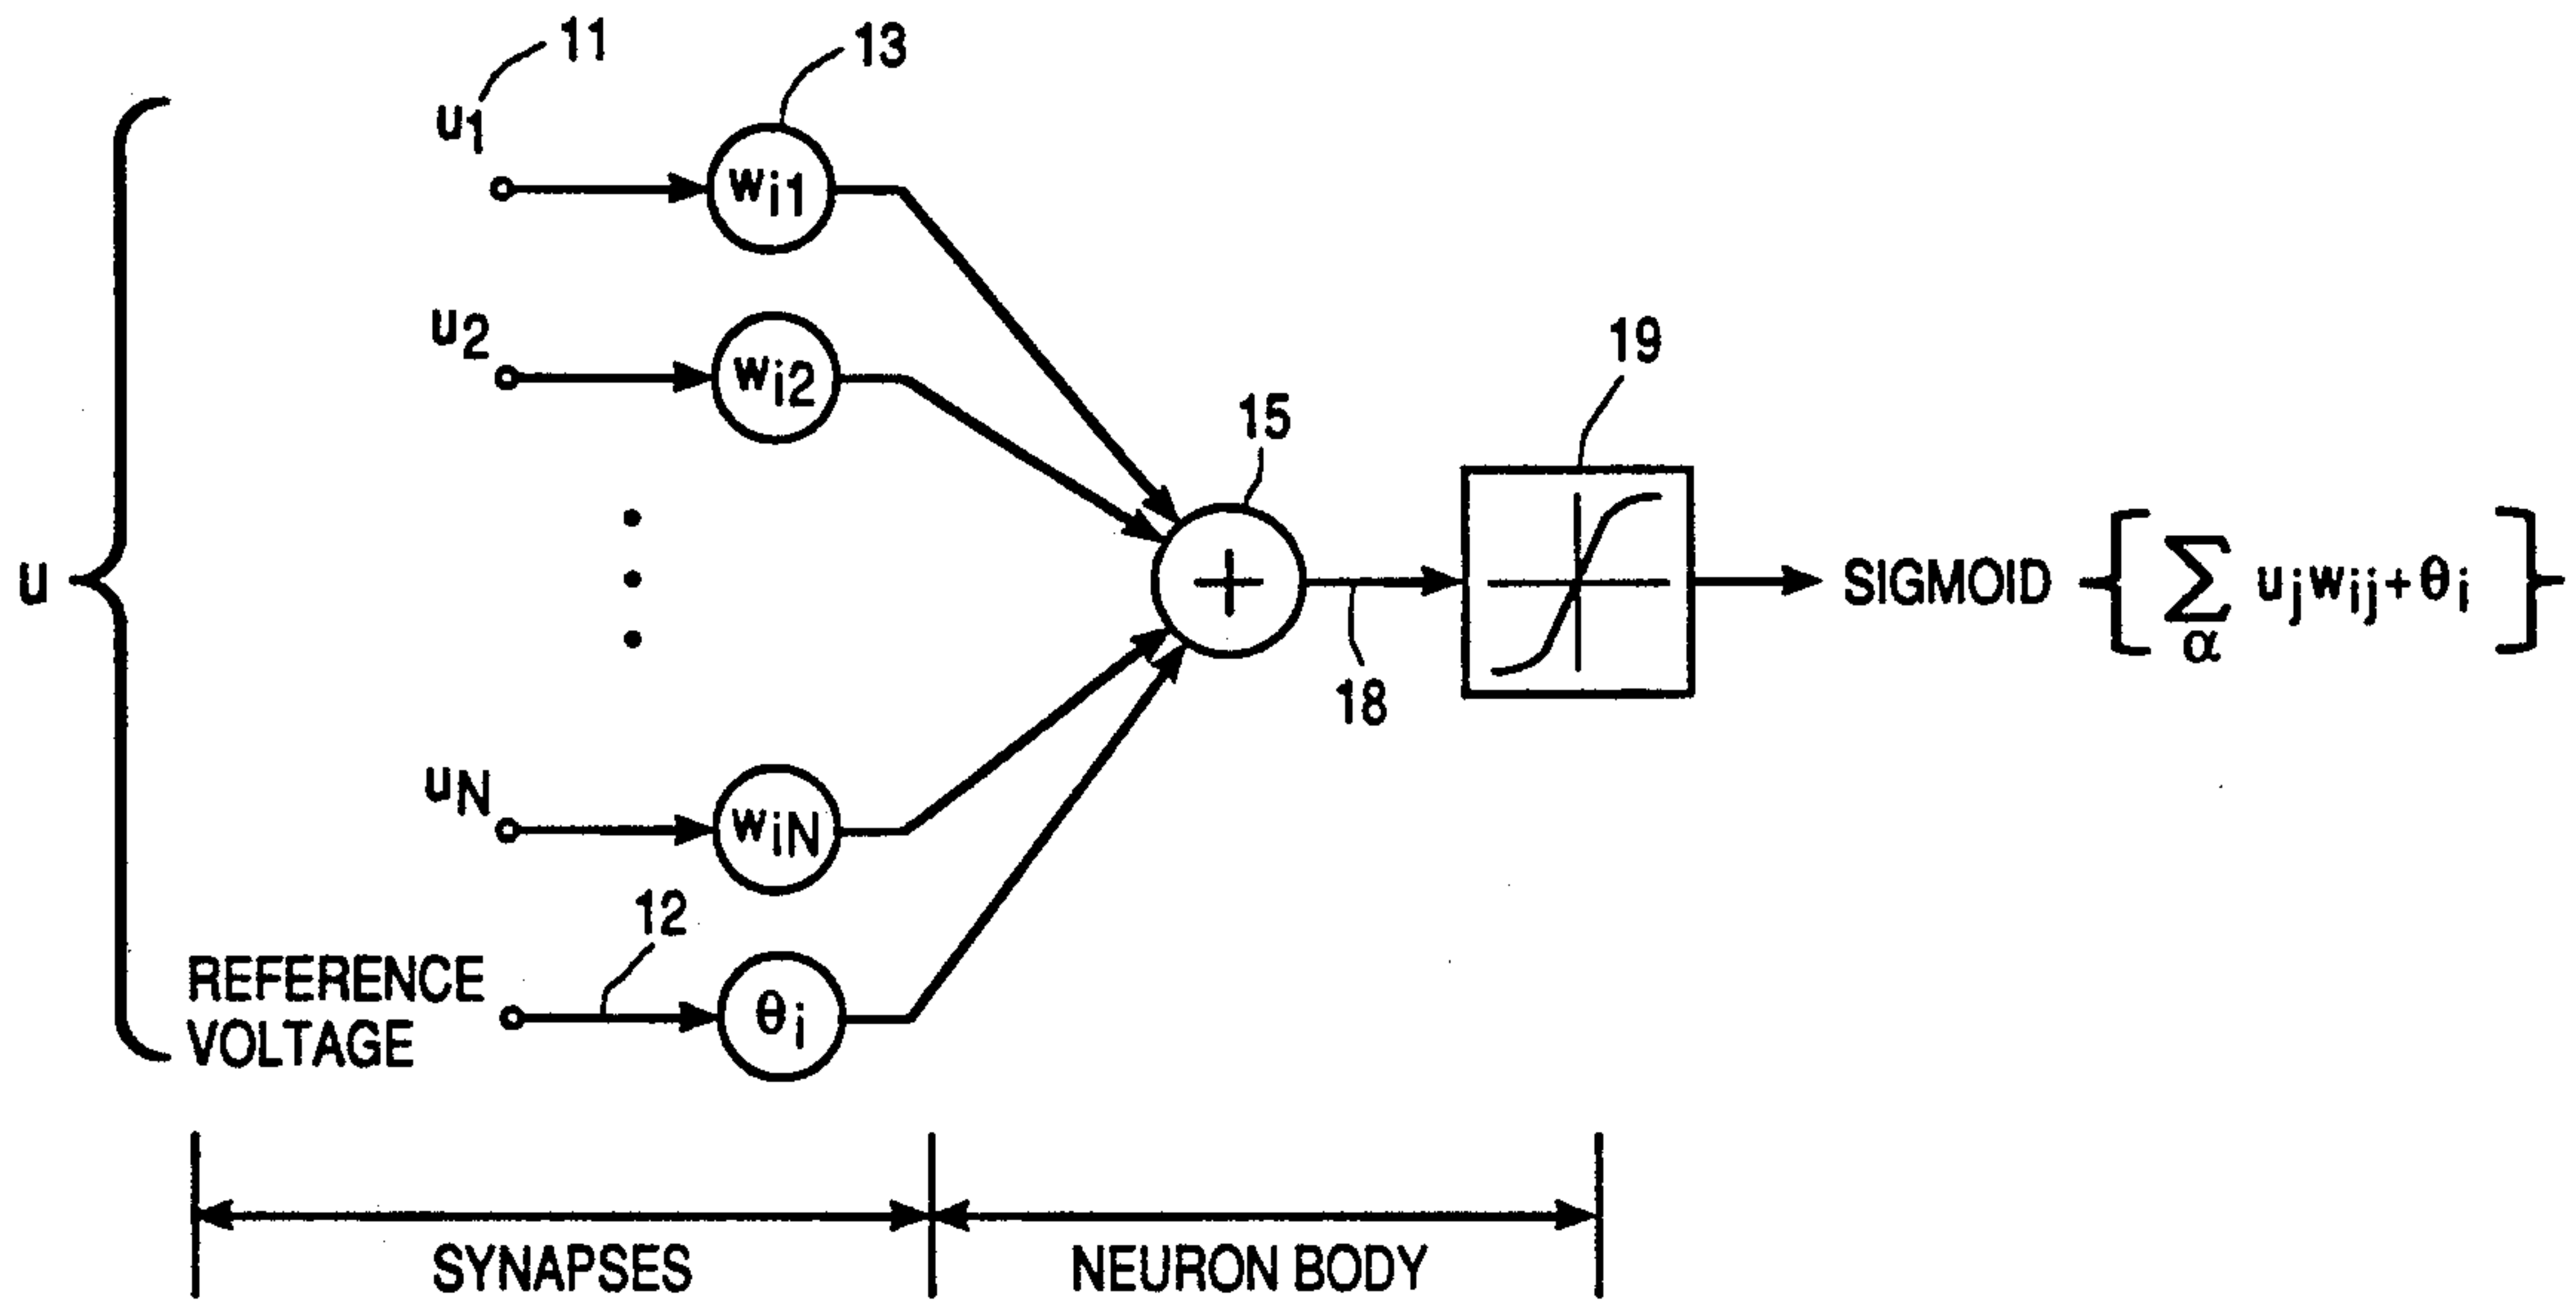 11
13
u1
wi1
u2
wi2
19
15
u
SIGMOID { ∑ α ujwij+θi }
18
uN
wiN
12
REFERENCE
VOLTAGE
θi
SYNAPSES
NEURON BODY